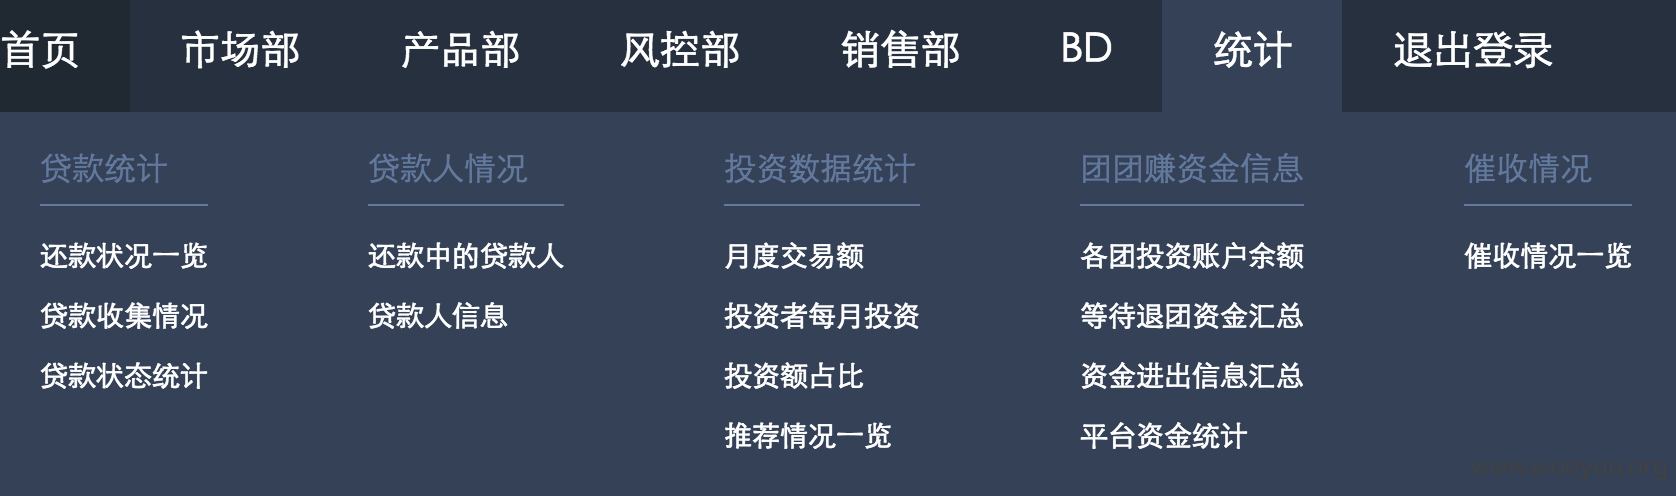 首页 市场部 产品部 风控部 销售部 BD 统计 退出登录
贷款统计 贷款人情况 投资数据统计 团团赚资金信息 催收情况
还款状况一览 还款中的贷款人 月度交易额 各团投资账户余额 催收情况一览
贷款收集情况 贷款人信息 投资者每月投资 等待退团资金汇总
贷款状态统计 投资额占比 资金进出信息汇总
推荐情况一览 平台资金统计
www.wooyun.org